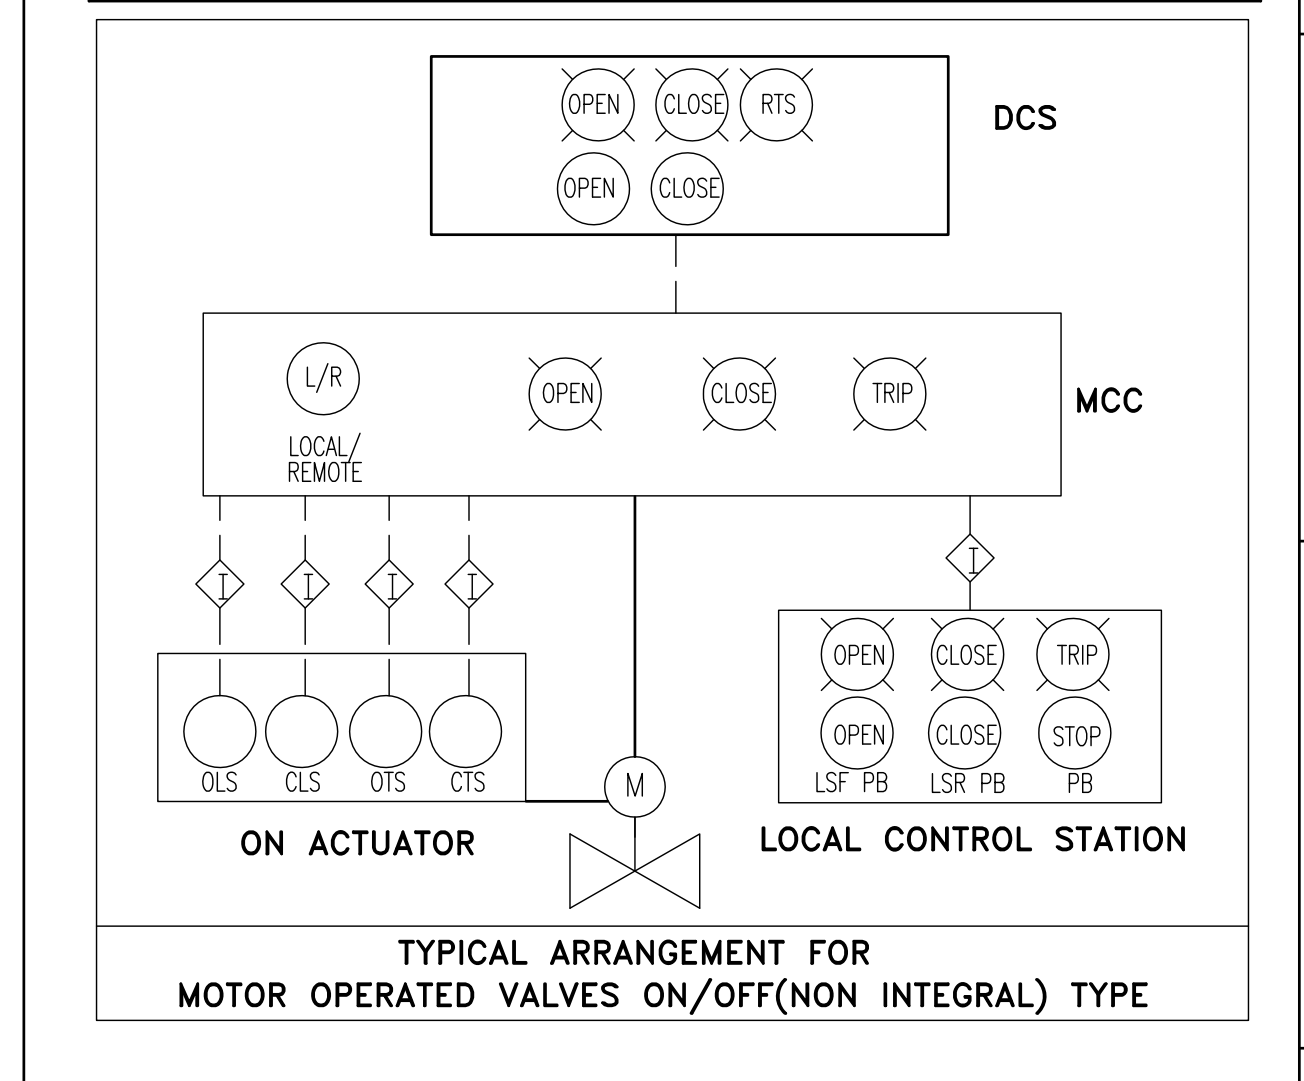 OPEN CLOSE RTS
DCS
OPEN CLOSE
L/R
OPEN CLOSE TRIP
MCC
LOCAL/
REMOTE
I I I I
I
OPEN CLOSE TRIP
OPEN CLOSE STOP
LSF PB LSR PB PB
OLS CLS OTS CTS
M
ON ACTUATOR
LOCAL CONTROL STATION
TYPICAL ARRANGEMENT FOR
MOTOR OPERATED VALVES ON/OFF(NON INTEGRAL) TYPE